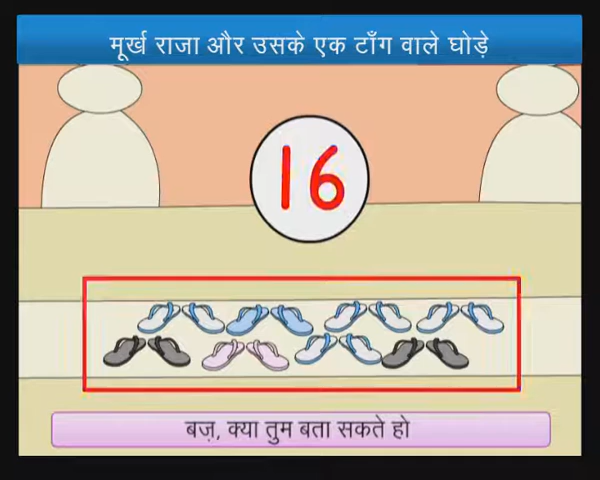 मूर्ख राजा और उसके एक टाँग वाले घोड़े
16
बज़, क्या तुम बता सकते हो